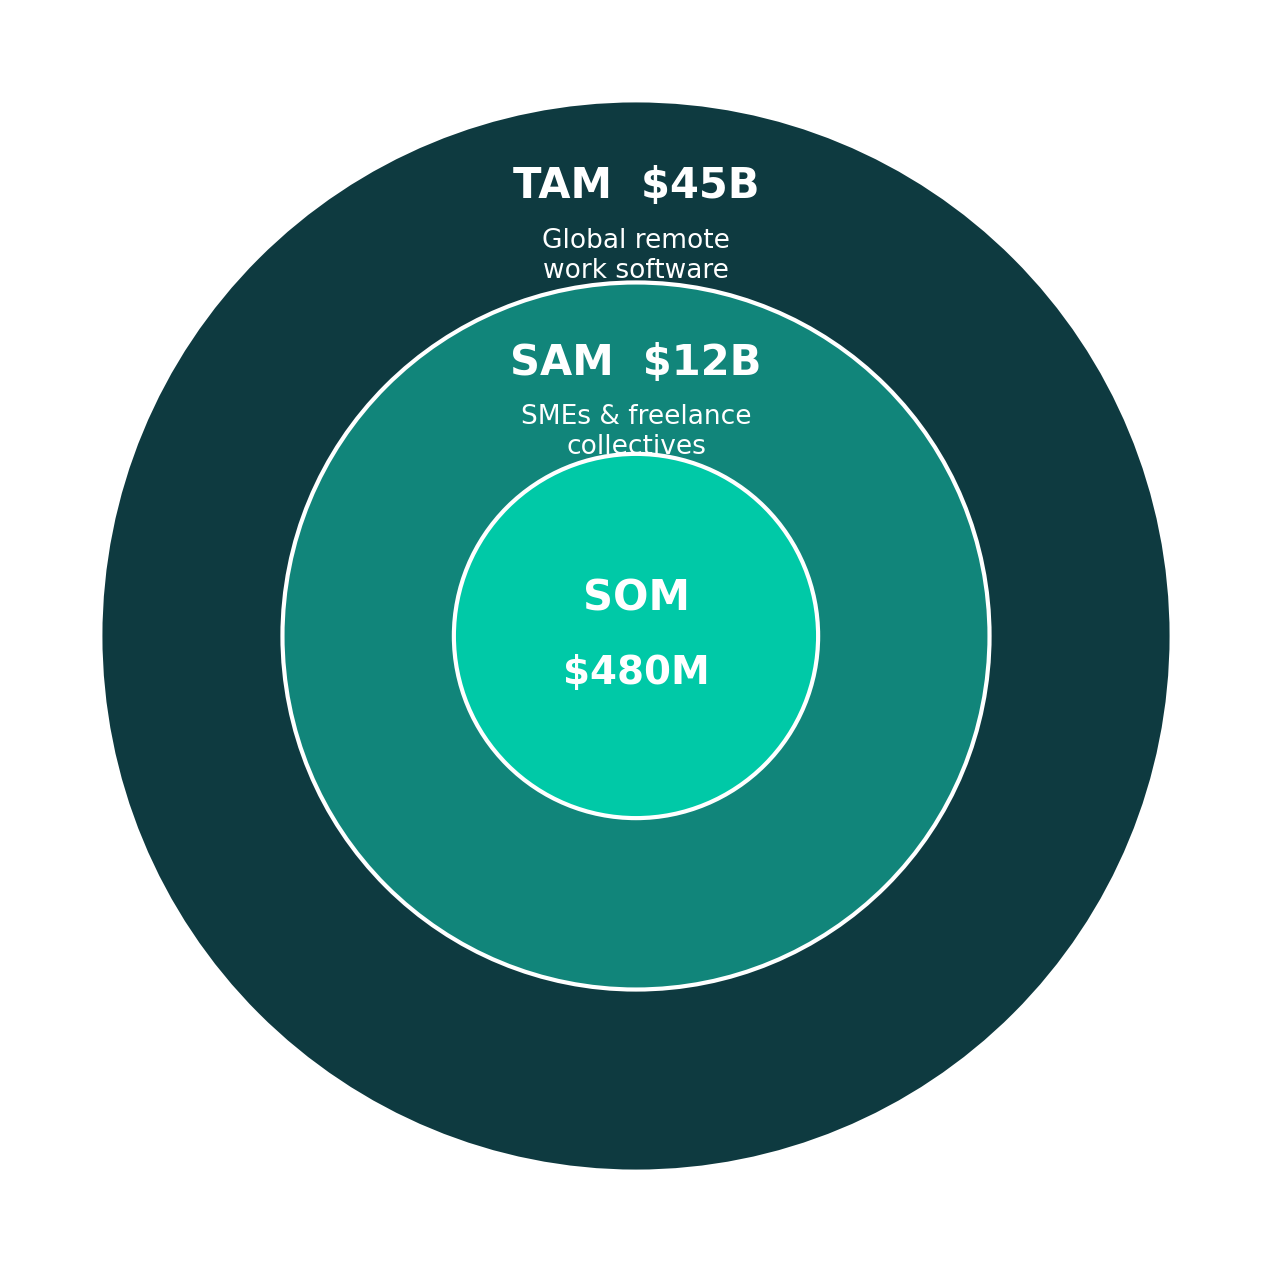 TAM $45B
Global remote
work software
SAM $12B
SMEs & freelance
collectives
SOM
$480M